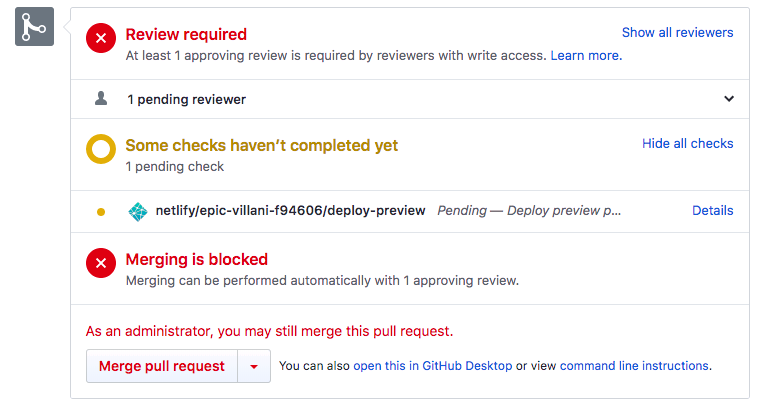 Review required
Show all reviewers
At least 1 approving review is required by reviewers with write access. Learn more.
1 pending reviewer
Some checks haven’t completed yet
Hide all checks
1 pending check
netlify/epic-villani-f94606/deploy-preview Pending — Deploy preview p... Details
Merging is blocked
Merging can be performed automatically with 1 approving review.
As an administrator, you may still merge this pull request.
Merge pull request You can also open this in GitHub Desktop or view command line instructions.